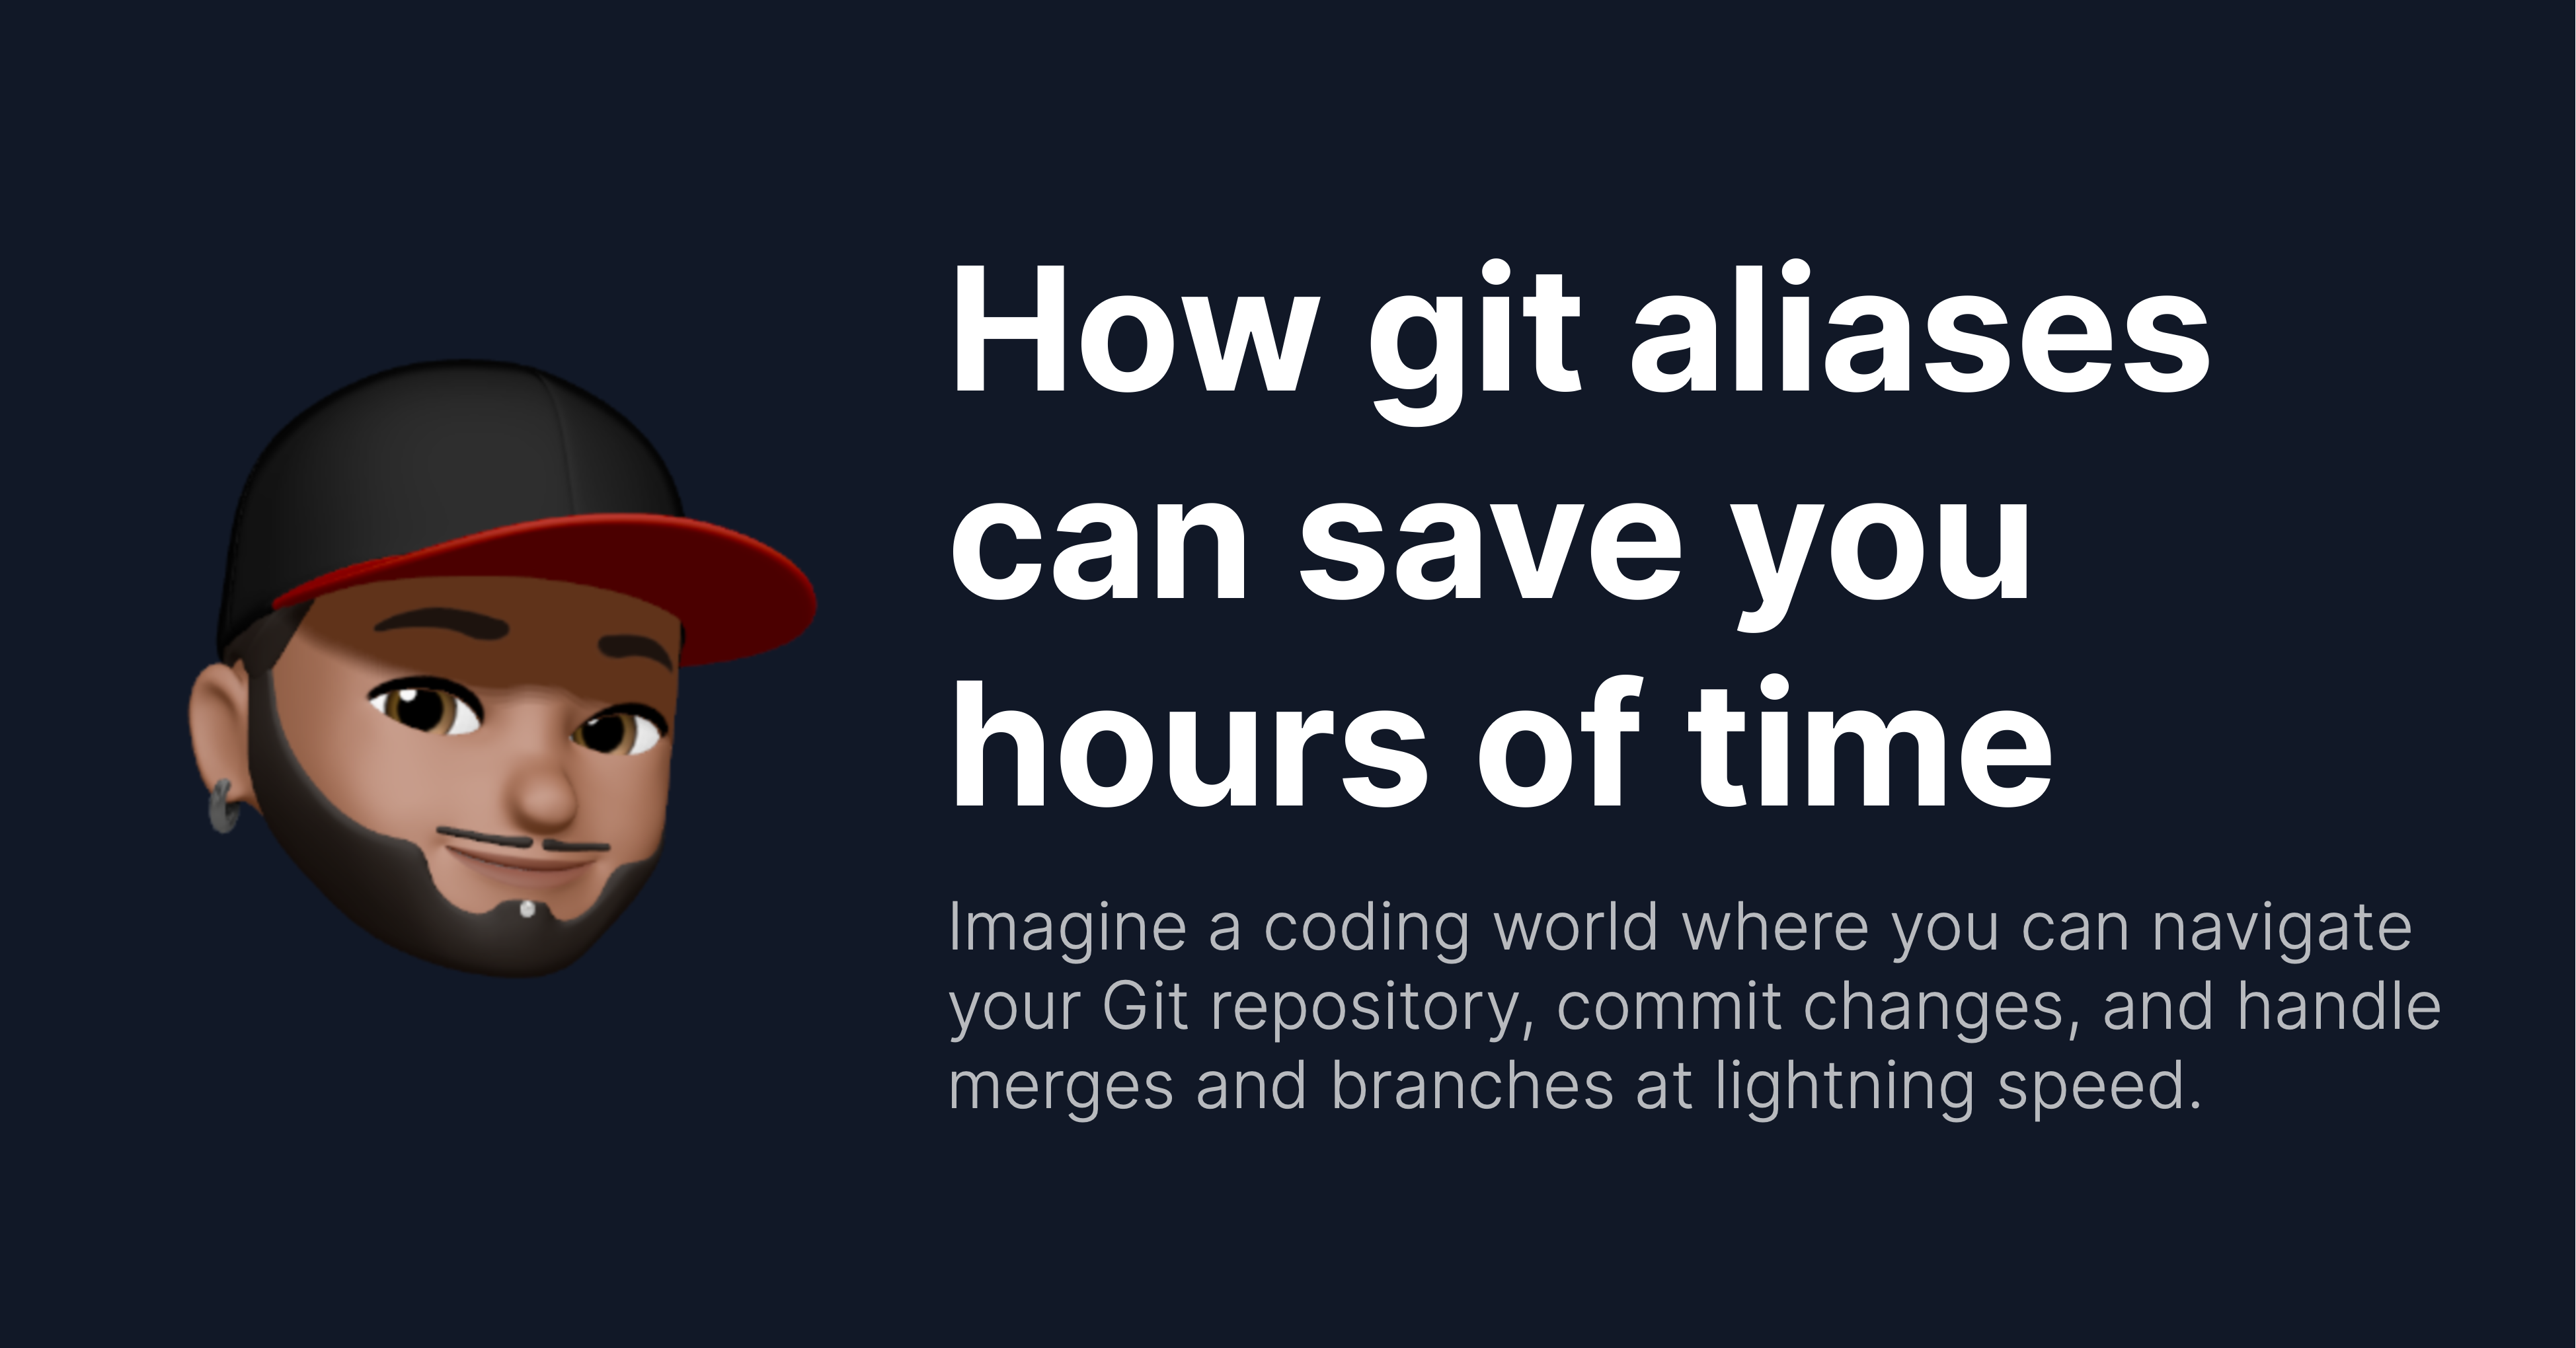 How git aliases
can save you
hours of time
Imagine a coding world where you can navigate
your Git repository, commit changes, and handle
merges and branches at lightning speed.